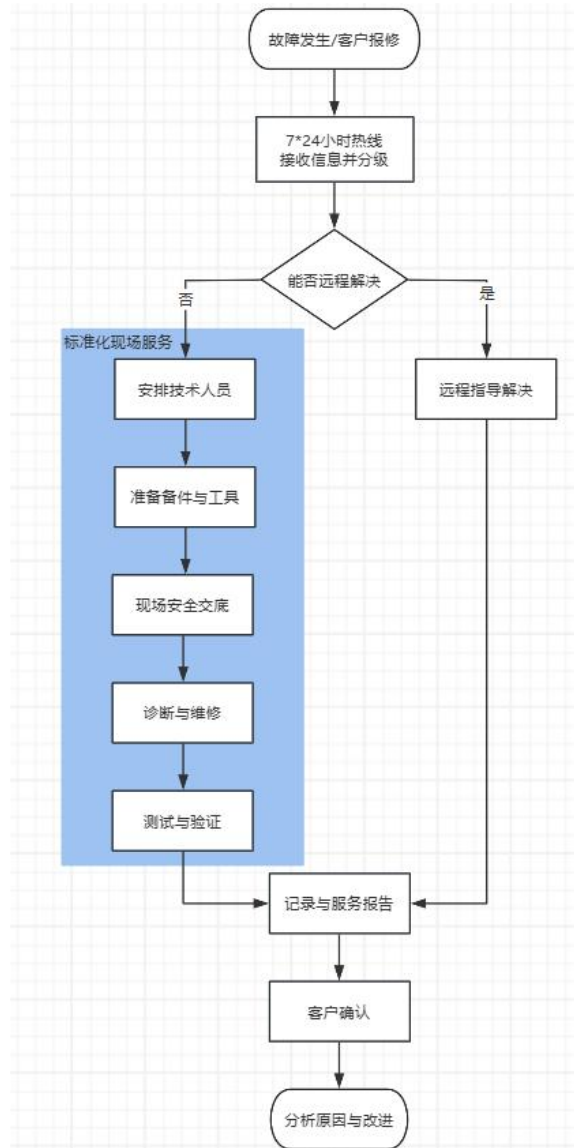 故障发生/客户报修
7*24小时热线
接收信息并分级
能否远程解决
否
是
标准化现场服务
安排技术人员
远程指导解决
准备备件与工具
现场安全交底
诊断与维修
测试与验证
记录与服务报告
客户确认
分析原因与改进